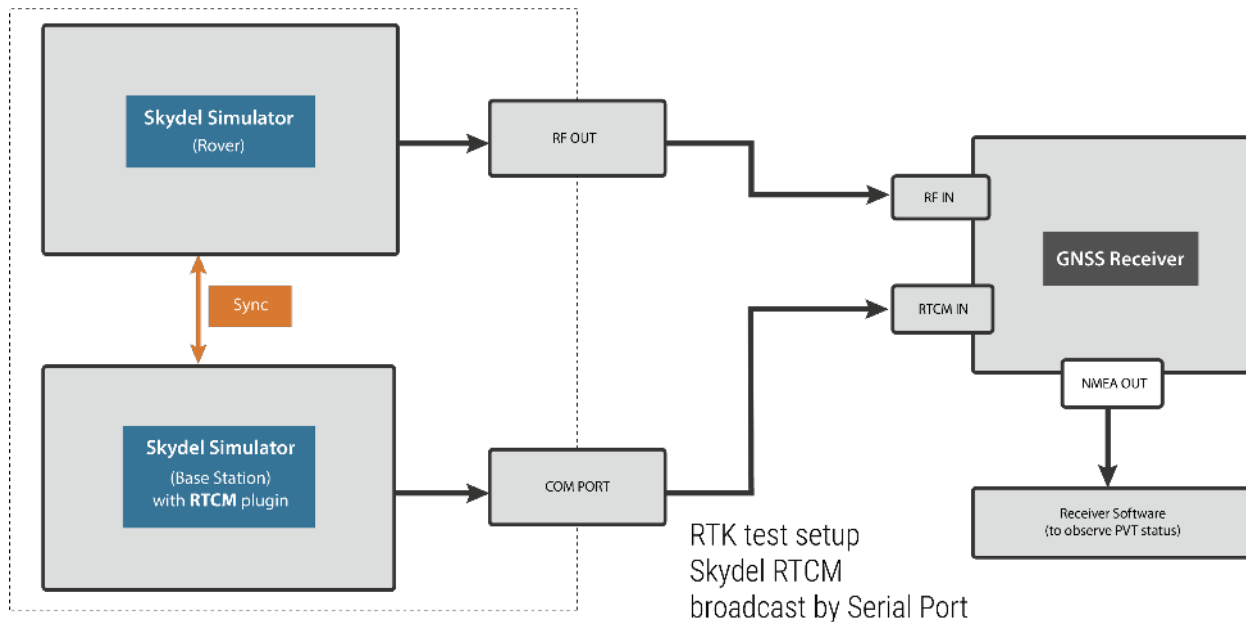 Skydel Simulator
(Rover)
RF OUT
RF IN
GNSS Receiver
Sync
RTCM IN
NMEA OUT
Skydel Simulator
(Base Station)
with RTCM plugin
COM PORT
Receiver Software
(to observe PVT status)
RTK test setup
Skydel RTCM
broadcast by Serial Port